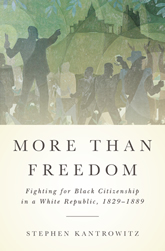 MORE THAN
FREEDOM
Fighting for Black Citizenship
in a White Republic, 1829–1889
STEPHEN KANTROWITZ